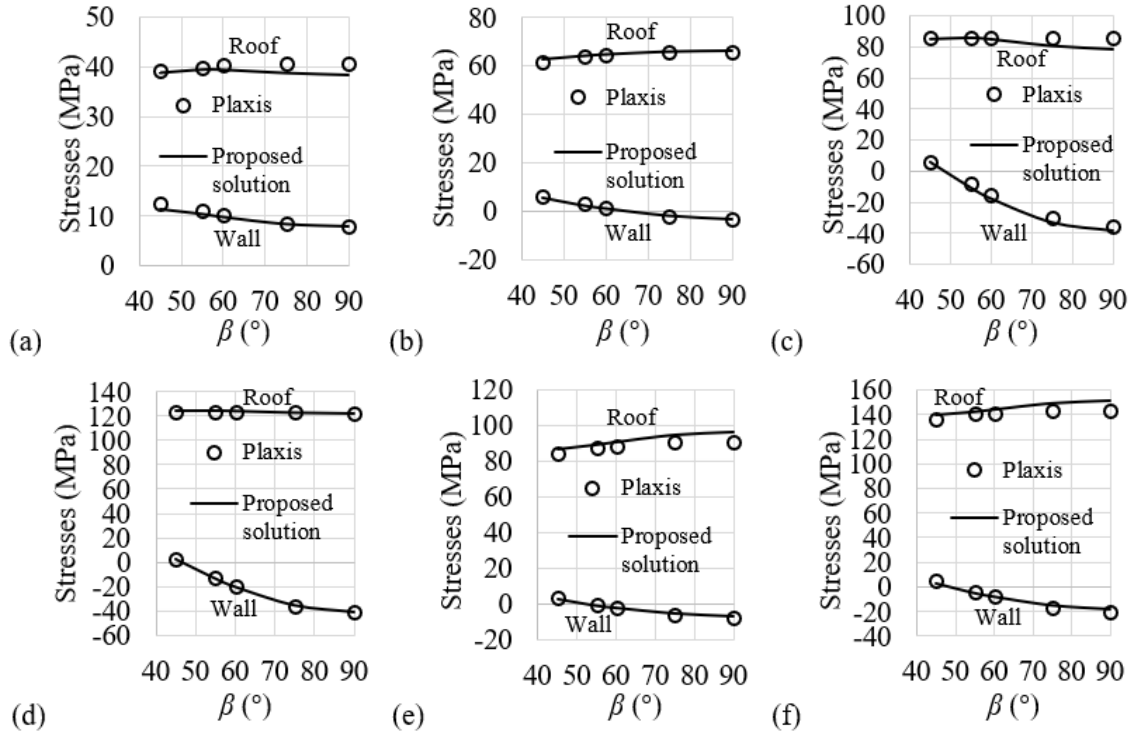 50
40
30
20
10
0
Stresses (MPa)
Roof
Plaxis
Proposed
solution
Wall
40 50 60 70 80 90
β (°)
(a)
80
60
40
20
0
-20
Stresses (MPa)
Roof
Plaxis
Proposed
solution
Wall
40 50 60 70 80 90
β (°)
(b)
100
80
60
40
20
0
-20
-40
-60
Stresses (MPa)
Roof
Plaxis
Proposed
solution
Wall
40 50 60 70 80 90
β (°)
(c)
140
120
100
80
60
40
20
0
-20
-40
-60
Stresses (MPa)
Roof
Plaxis
Proposed
solution
Wall
40 50 60 70 80 90
β (°)
(d)
120
100
80
60
40
20
0
-20
Stresses (MPa)
Roof
Plaxis
Proposed
solution
Wall
40 50 60 70 80 90
β (°)
(e)
160
140
120
100
80
60
40
20
0
-20
-40
Stresses (MPa)
Roof
Plaxis
Proposed
solution
Wall
40 50 60 70 80 90
β (°)
(f)